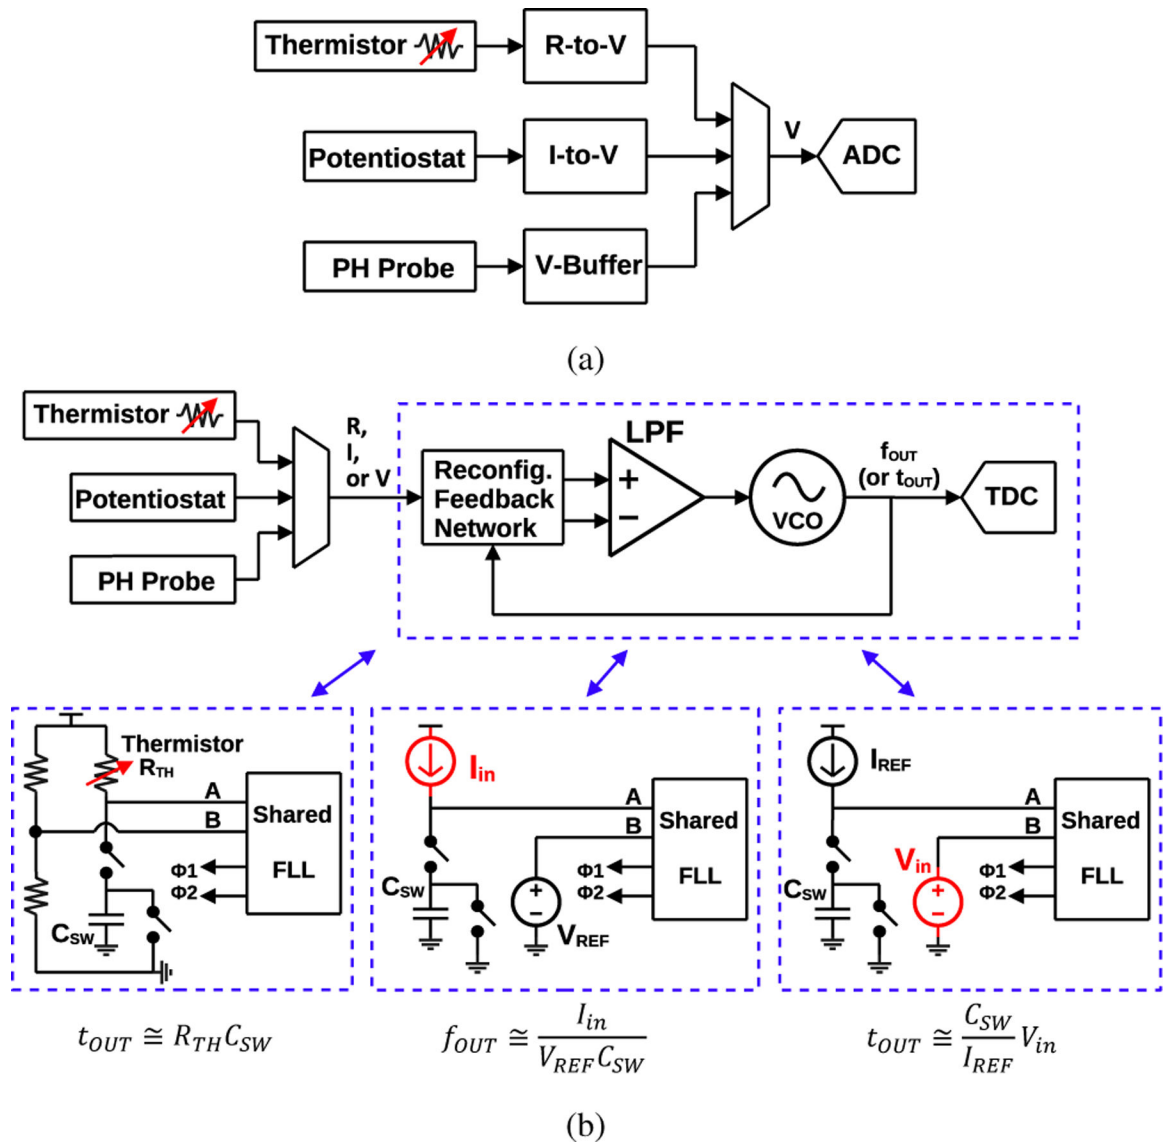 Thermistor
R-to-V
Potentiostat
I-to-V
V
ADC
PH Probe
V-Buffer
(a)
Thermistor
Potentiostat
PH Probe
R,
I,
or V
Reconfig.
Feedback
Network
LPF
+
−
VCO
fOUT
(or tOUT)
TDC
Thermistor
RTH
A
B
Shared
FLL
Φ1
Φ2
CSW
Iin
A
B
Shared
FLL
Φ1
Φ2
CSW
+
−
VREF
IREF
A
B
Shared
FLL
Φ1
Φ2
CSW
Vin
+
−
tOUT ≅ RTHCSW
fOUT ≅ Iin / VREFCSW
tOUT ≅ CSW / IREF Vin
(b)